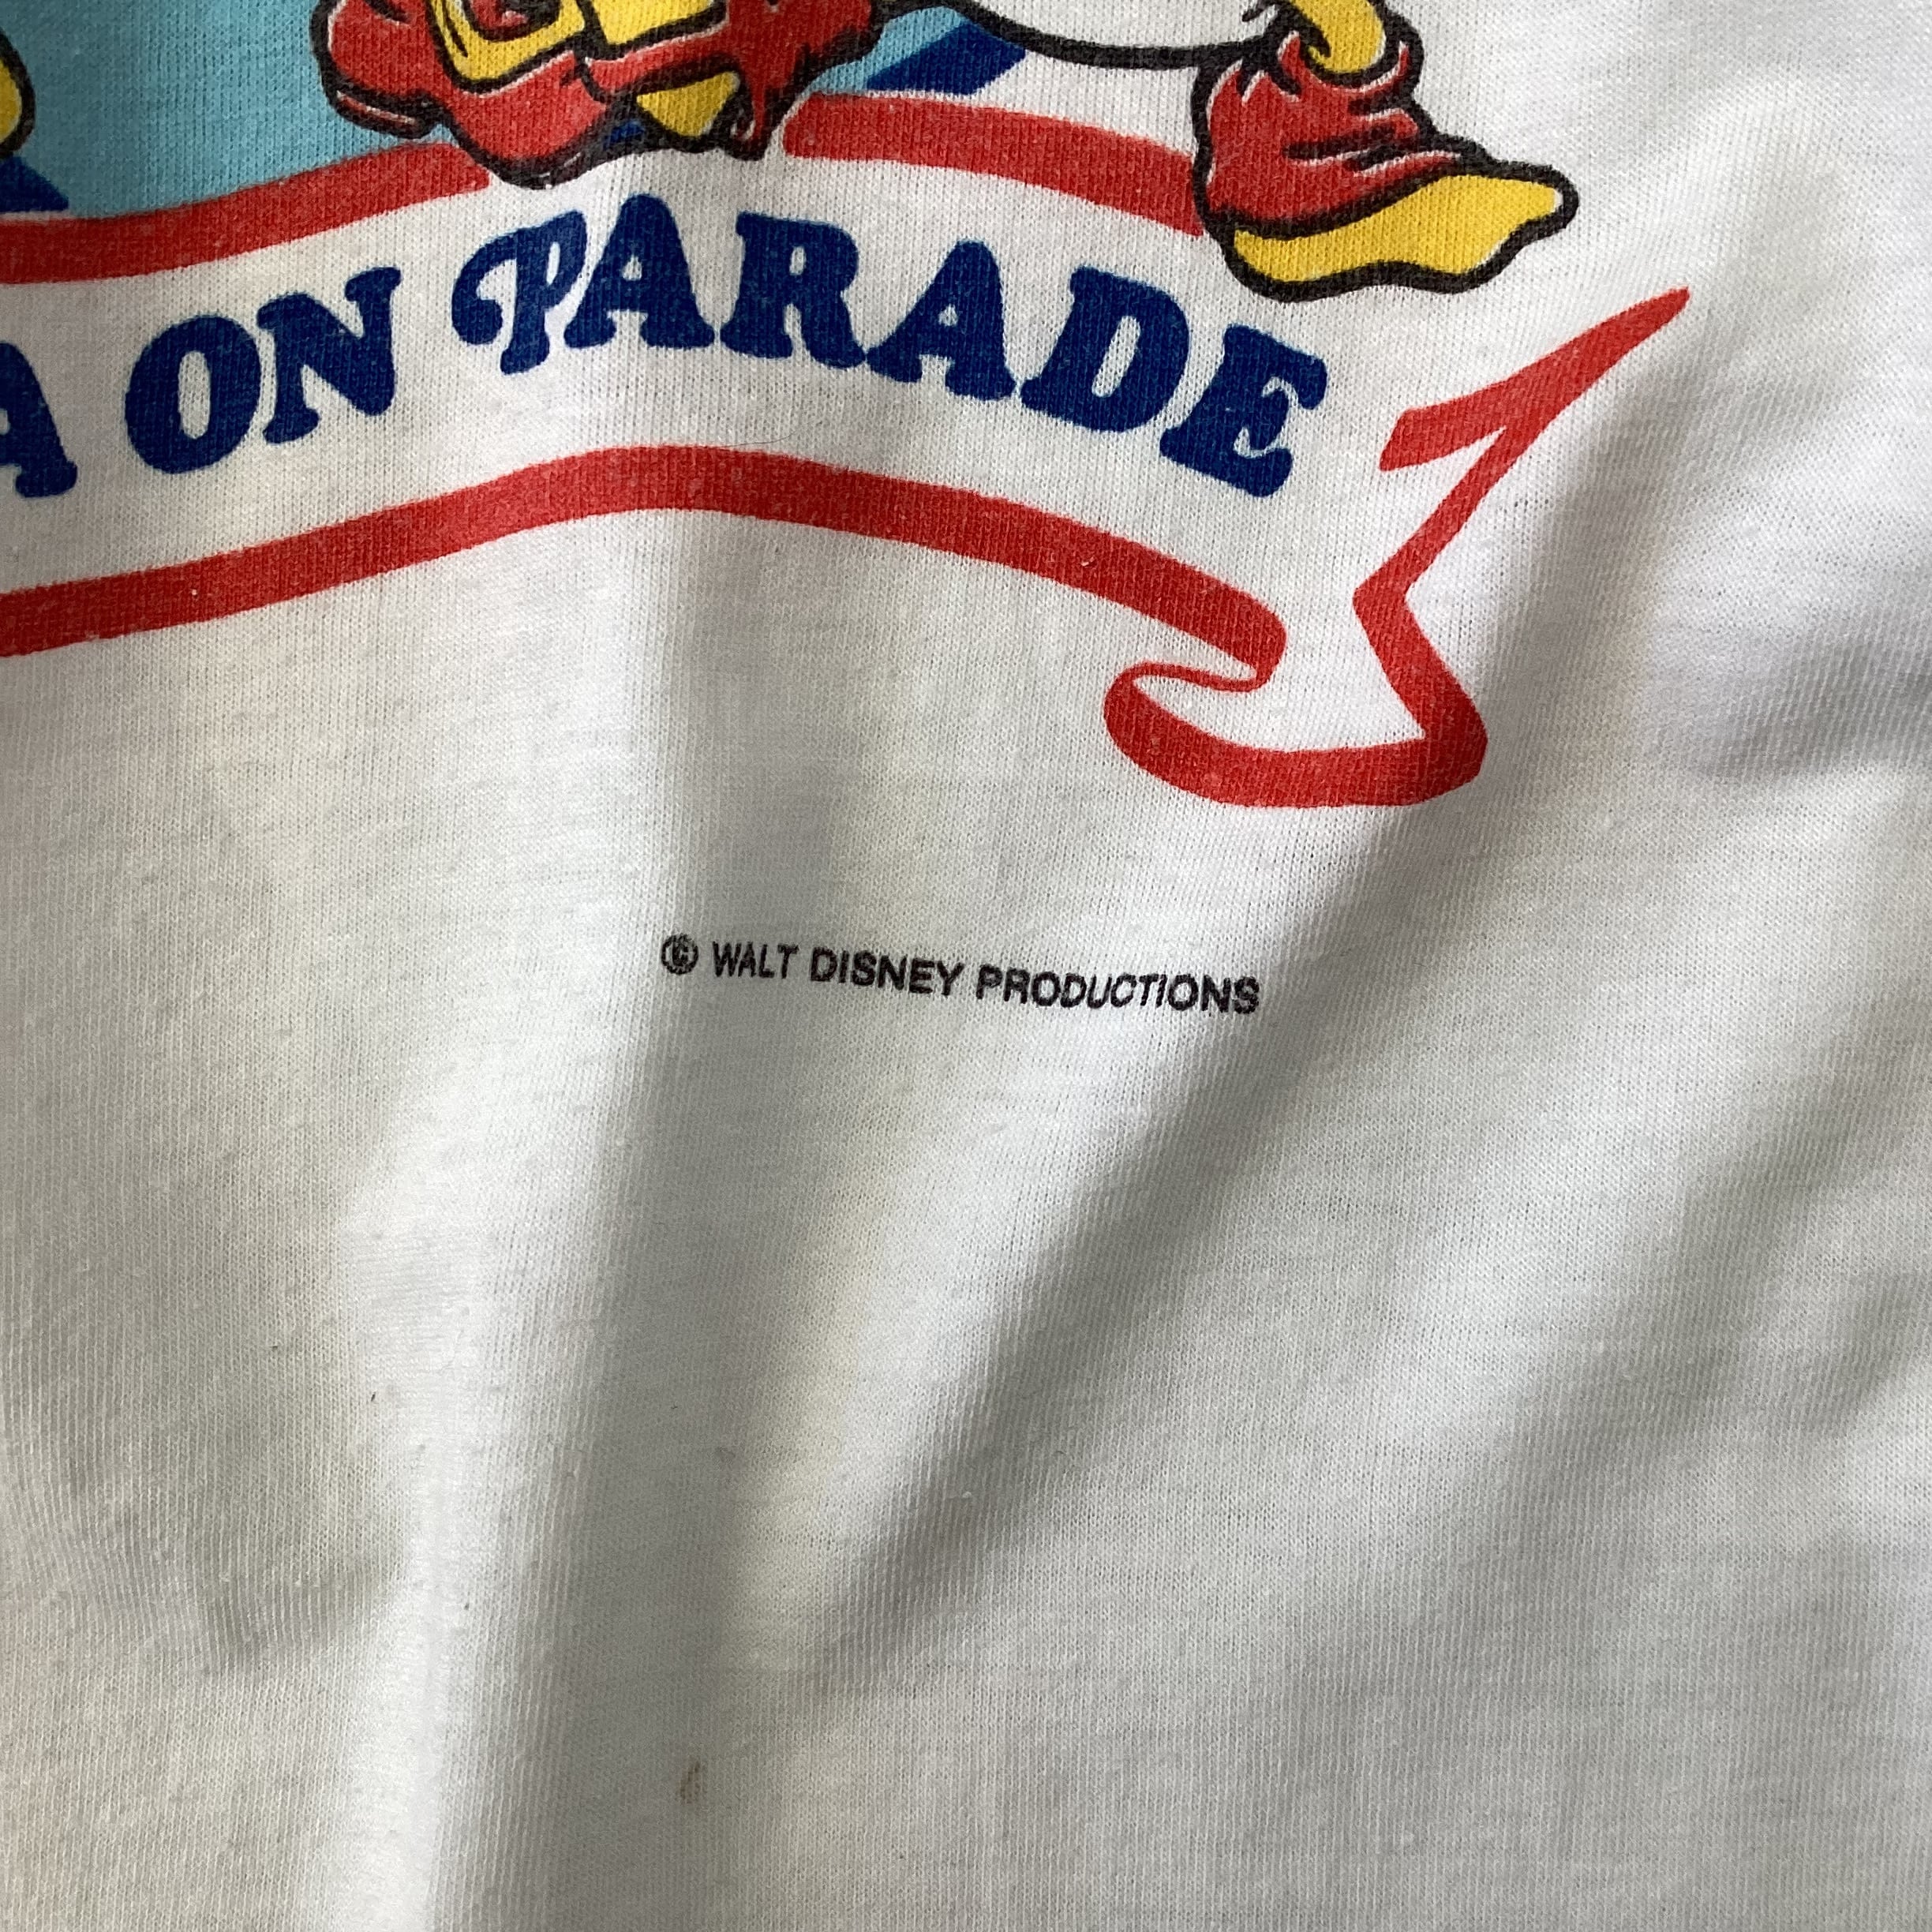 A ON PARADE
© WALT DISNEY PRODUCTIONS